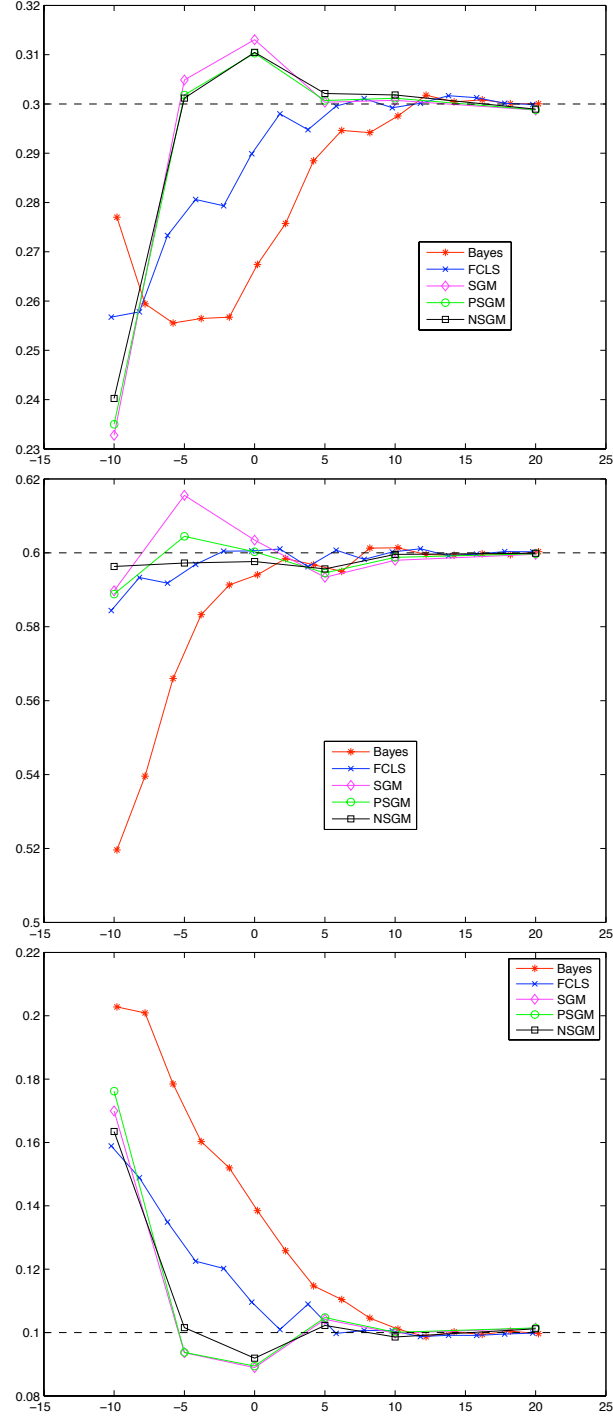 0.32
0.31
0.3
0.29
0.28
0.27
0.26
0.25
0.24
0.23
−15 −10 −5 0 5 10 15 20 25
Bayes
FCLS
SGM
PSGM
NSGM
0.62
0.6
0.58
0.56
0.54
0.52
0.5
−15 −10 −5 0 5 10 15 20 25
Bayes
FCLS
SGM
PSGM
NSGM
0.22
0.2
0.18
0.16
0.14
0.12
0.1
0.08
−15 −10 −5 0 5 10 15 20 25
Bayes
FCLS
SGM
PSGM
NSGM